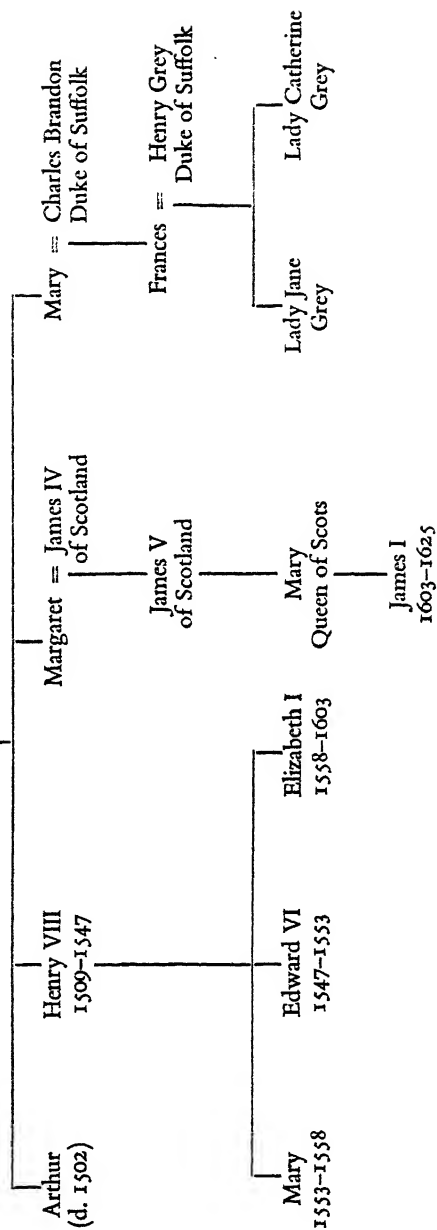 Arthur
(d. 1502)
Henry VIII
1509–1547
Margaret = James IV
of Scotland
Mary = Charles Brandon
Duke of Suffolk
James V
of Scotland
Frances = Henry Grey
Duke of Suffolk
Mary
1553–1558
Edward VI
1547–1553
Elizabeth I
1558–1603
Mary
Queen of Scots
Lady Jane
Grey
Lady Catherine
Grey
James I
1603–1625